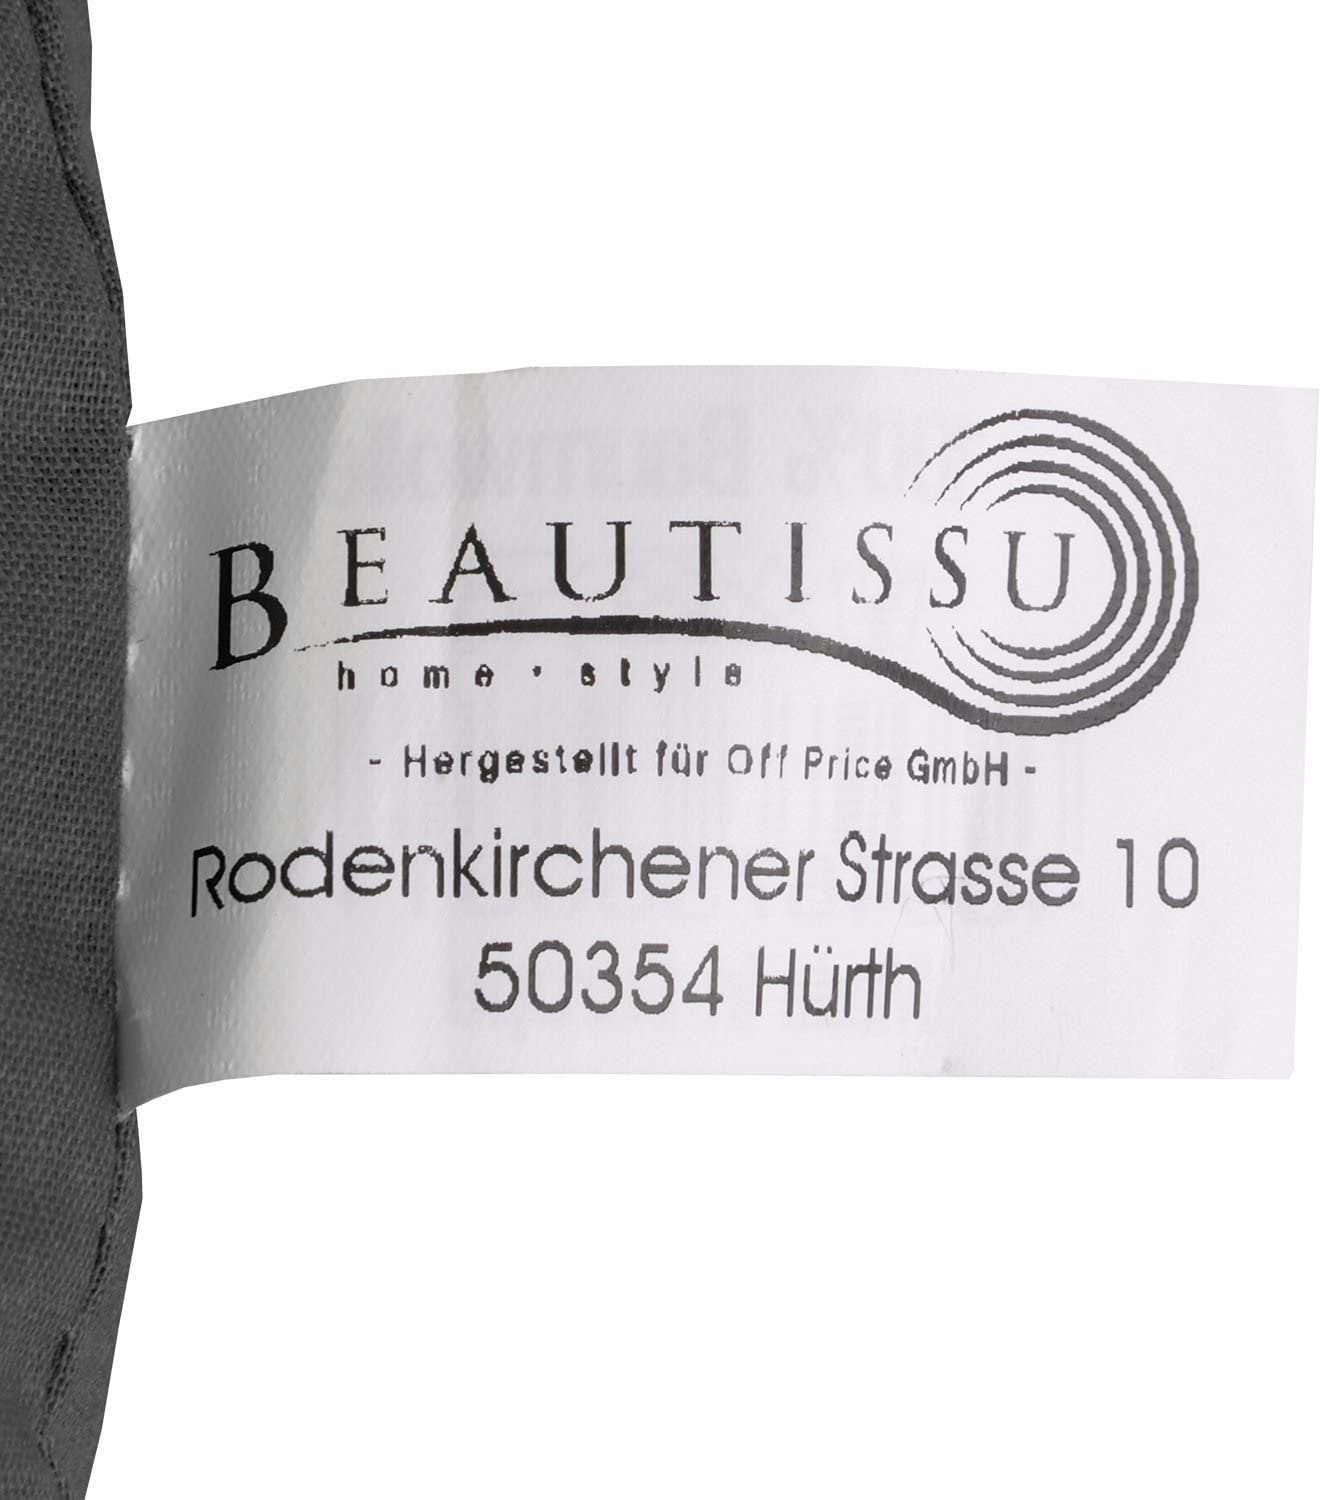 BEAUTISSU
home · style
- Hergestellt für Off Price GmbH -
Rodenkirchener Strasse 10
50354 Hürth